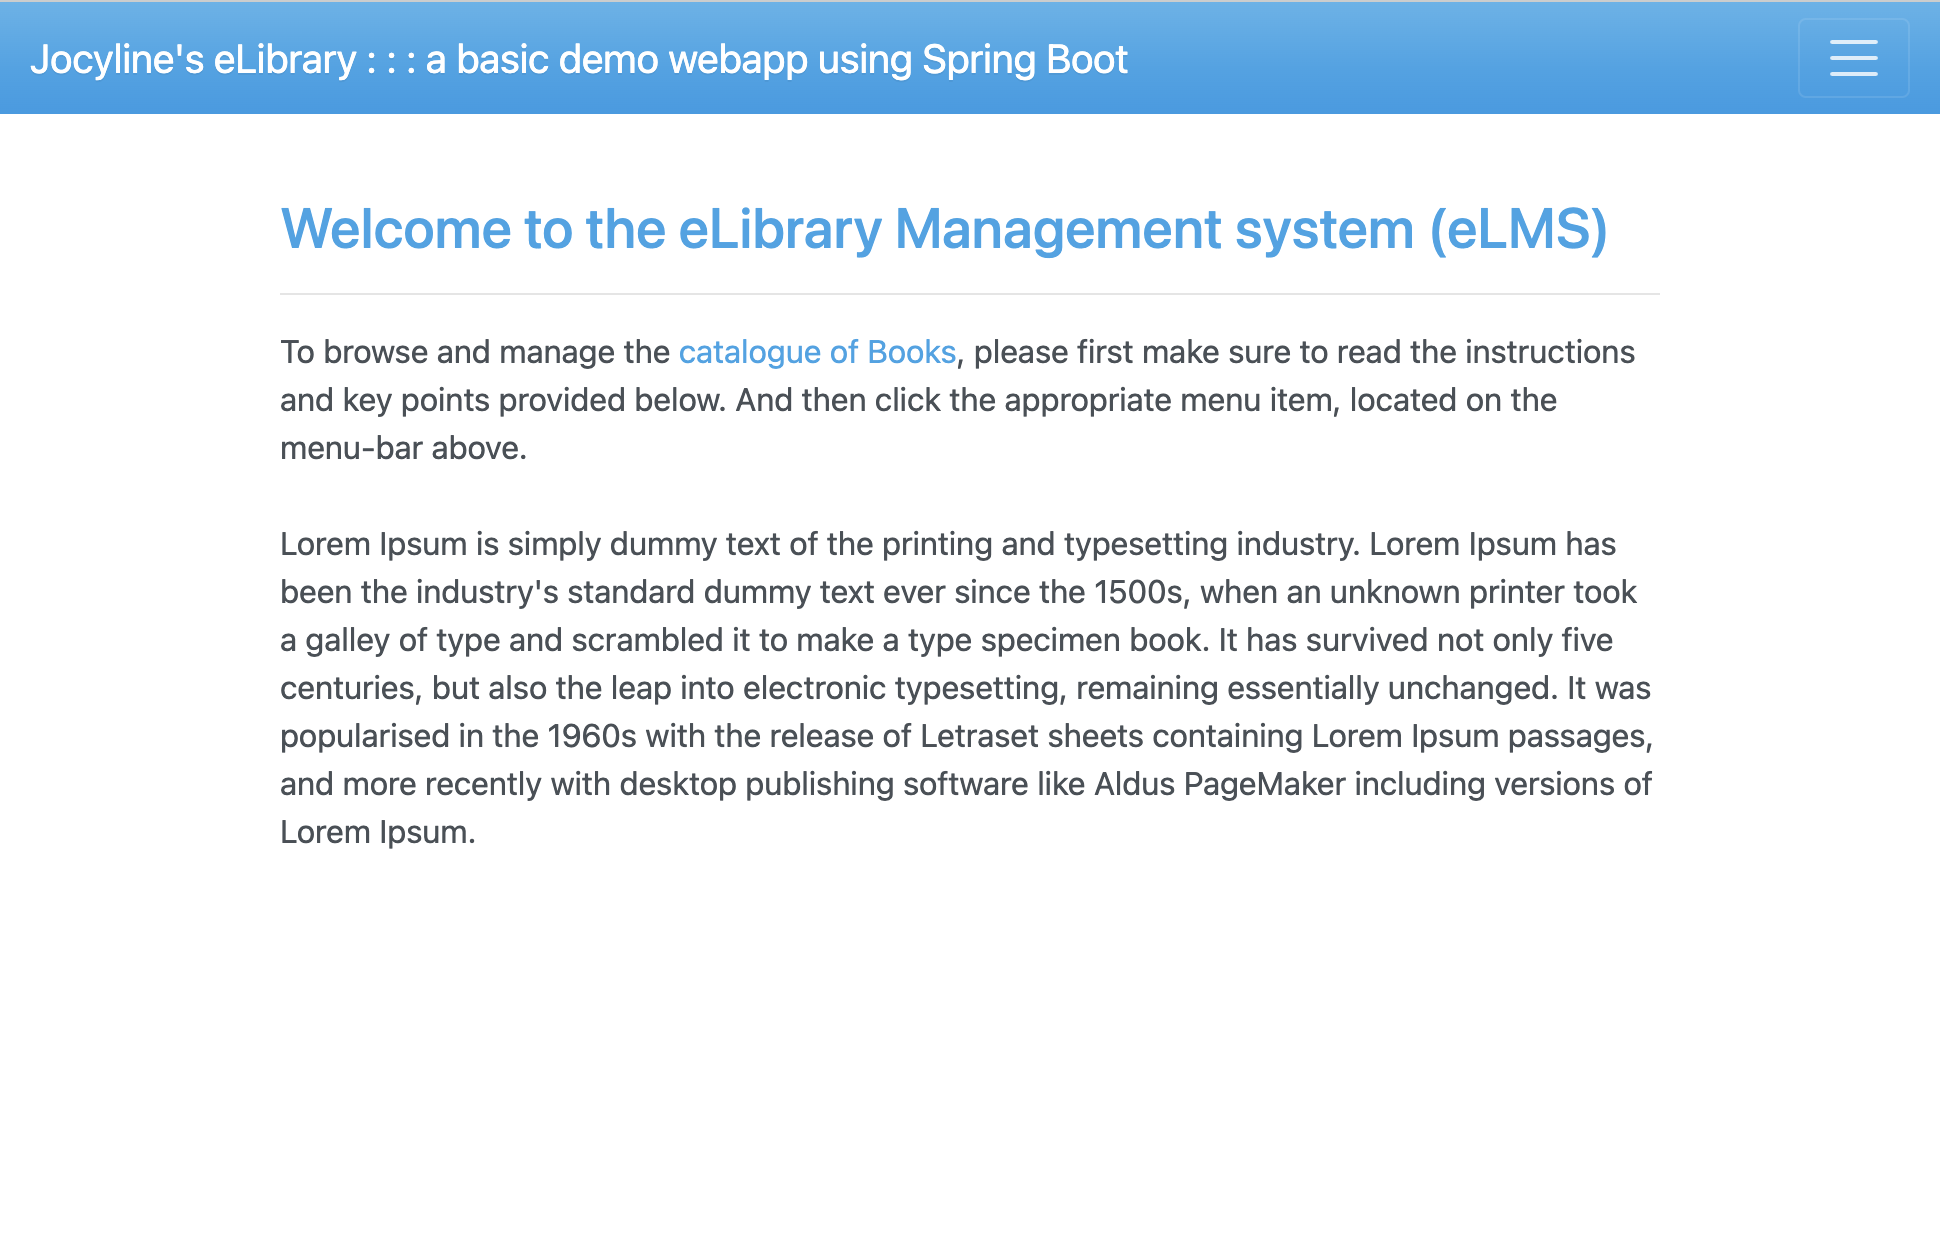 Jocyline's eLibrary : : : a basic demo webapp using Spring Boot
Welcome to the eLibrary Management system (eLMS)
To browse and manage the catalogue of Books, please first make sure to read the instructions
and key points provided below. And then click the appropriate menu item, located on the
menu-bar above.
Lorem Ipsum is simply dummy text of the printing and typesetting industry. Lorem Ipsum has
been the industry's standard dummy text ever since the 1500s, when an unknown printer took
a galley of type and scrambled it to make a type specimen book. It has survived not only five
centuries, but also the leap into electronic typesetting, remaining essentially unchanged. It was
popularised in the 1960s with the release of Letraset sheets containing Lorem Ipsum passages,
and more recently with desktop publishing software like Aldus PageMaker including versions of
Lorem Ipsum.